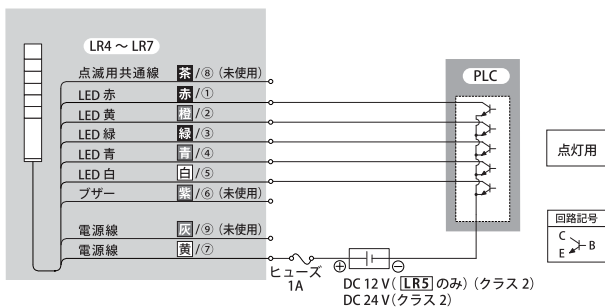 LR4 ～ LR7
点滅用共通線 茶/⑧（未使用）
LED 赤 赤/①
LED 黄 橙/②
LED 緑 緑/③
LED 青 青/④
LED 白 白/⑤
ブザー 紫/⑥（未使用）
電源線 灰/⑨（未使用）
電源線 黄/⑦
ヒューズ
1A
⊕ ⊖
DC 12 V（LR5 のみ）（クラス 2）
DC 24 V（クラス 2）
PLC
点灯用
回路記号
C
B
E